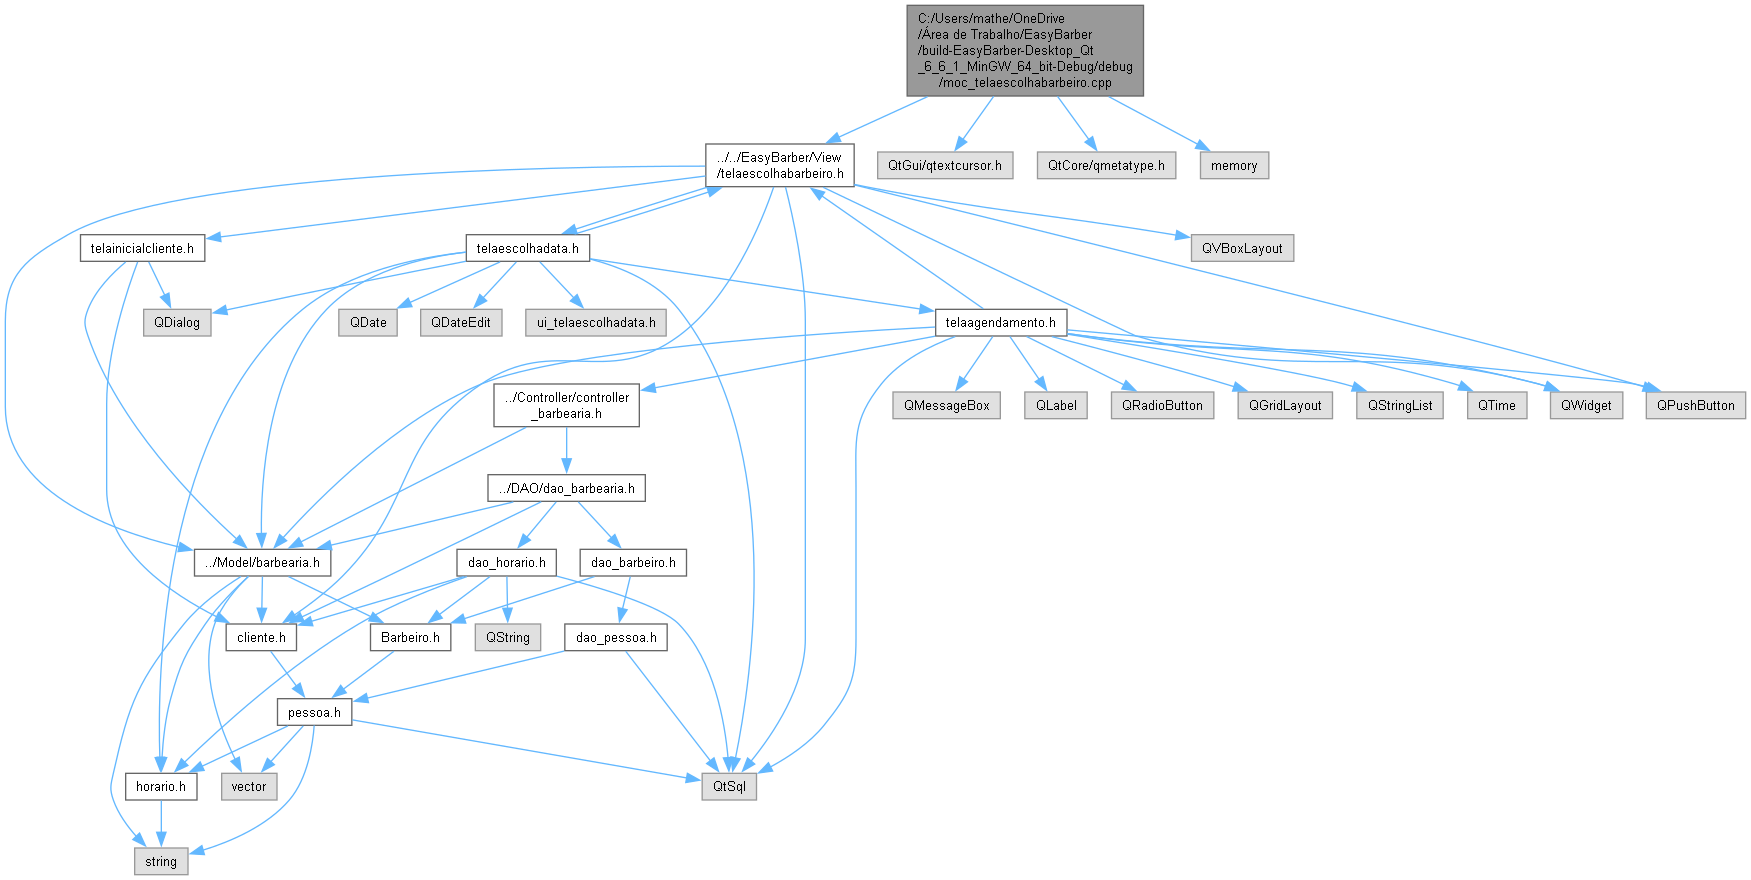 C:/Users/mathe/OneDrive
/Área de Trabalho/EasyBarber
/build-EasyBarber-Desktop_Qt
_6_6_1_MinGW_64_bit-Debug/debug
/moc_telaescolhabarbeiro.cpp
../../EasyBarber/View
/telaescolhabarbeiro.h
QtGui/qtextcursor.h
QtCore/qmetatype.h
memory
telainicialcliente.h
telaescolhadata.h
QVBoxLayout
QDialog
QDate
QDateEdit
ui_telaescolhadata.h
telaagendamento.h
../Controller/controller
_barbearia.h
QMessageBox
QLabel
QRadioButton
QGridLayout
QStringList
QTime
QWidget
QPushButton
../DAO/dao_barbearia.h
../Model/barbearia.h
dao_horario.h
dao_barbeiro.h
cliente.h
Barbeiro.h
QString
dao_pessoa.h
pessoa.h
horario.h
vector
QtSql
string